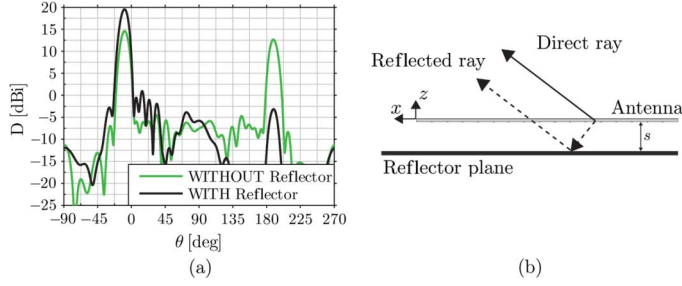 20
15
10
5
0
−5
−10
−15
−20
−25
D [dBi]
WITHOUT Reflector
WITH Reflector
−90 −45 0 45 90 135 180 225 270
θ [deg]
(a)
Direct ray
Reflected ray
x z
Antenna
s
Reflector plane
(b)